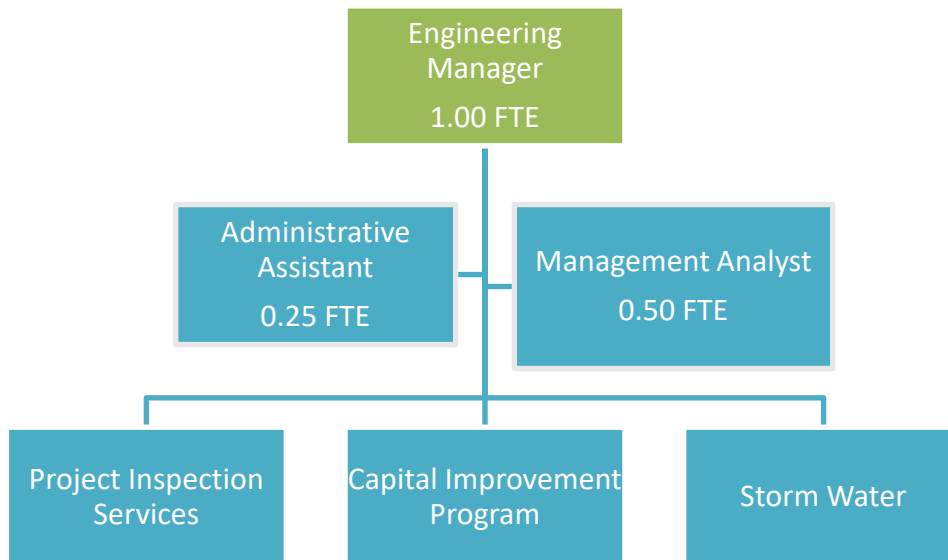 Engineering
Manager
1.00 FTE
Administrative
Assistant
0.25 FTE
Management Analyst
0.50 FTE
Project Inspection
Services
Capital Improvement
Program
Storm Water